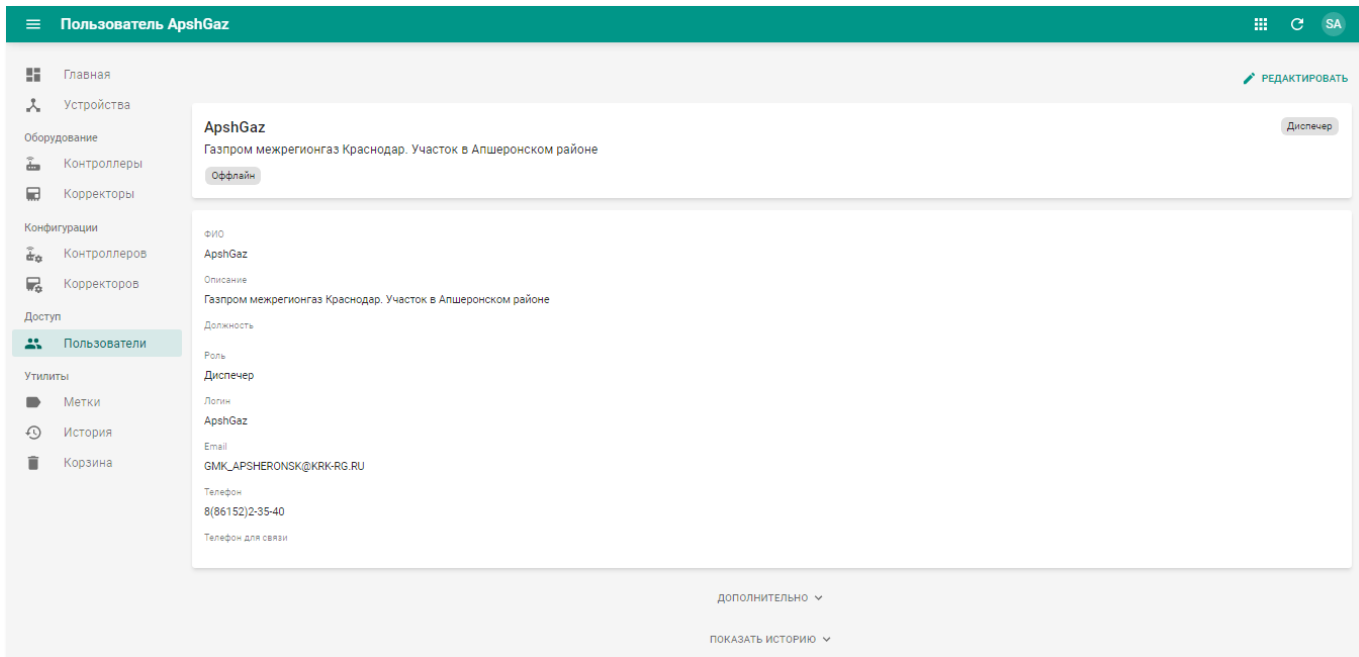 Пользователь ApshGaz
SA
Главная
Устройства
Оборудование
Контроллеры
Корректоры
Конфигурации
Контроллеров
Корректоров
Доступ
Пользователи
Утилиты
Метки
История
Корзина
РЕДАКТИРОВАТЬ
ApshGaz
Диспечер
Газпром межрегионгаз Краснодар. Участок в Апшеронском районе
Оффлайн
ФИО
ApshGaz
Описание
Газпром межрегионгаз Краснодар. Участок в Апшеронском районе
Должность
Роль
Диспечер
Логин
ApshGaz
Email
GMK_APSHERONSK@KRK-RG.RU
Телефон
8(86152)2-35-40
Телефон для связи
ДОПОЛНИТЕЛЬНО
ПОКАЗАТЬ ИСТОРИЮ